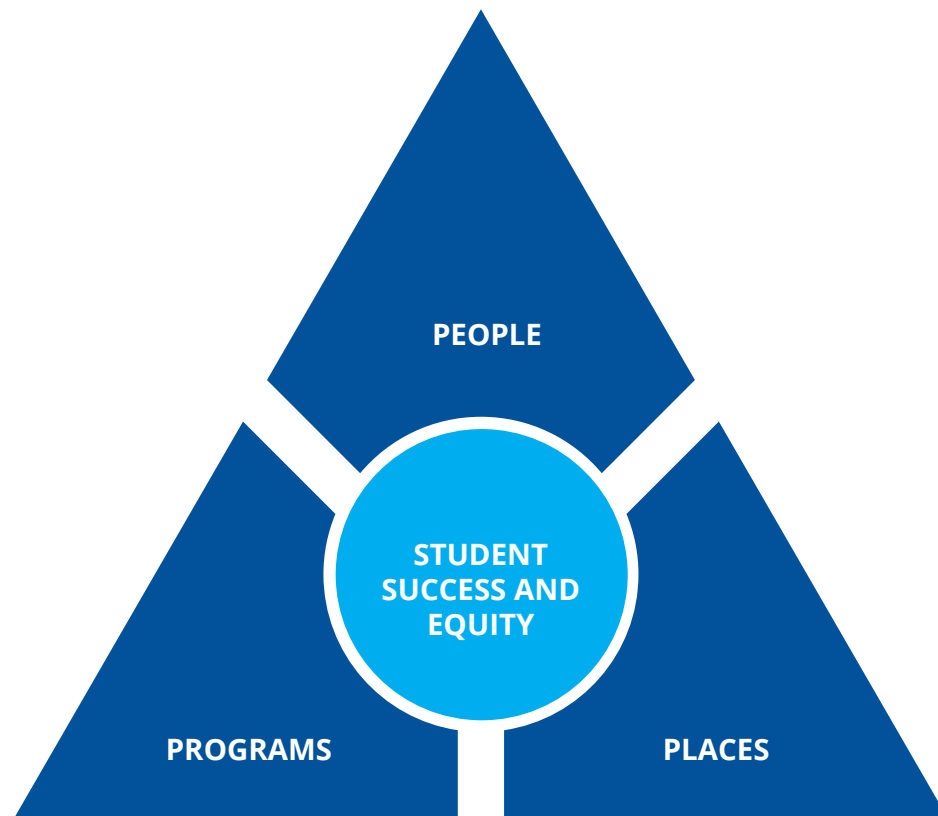 PEOPLE
STUDENT
SUCCESS AND
EQUITY
PROGRAMS
PLACES